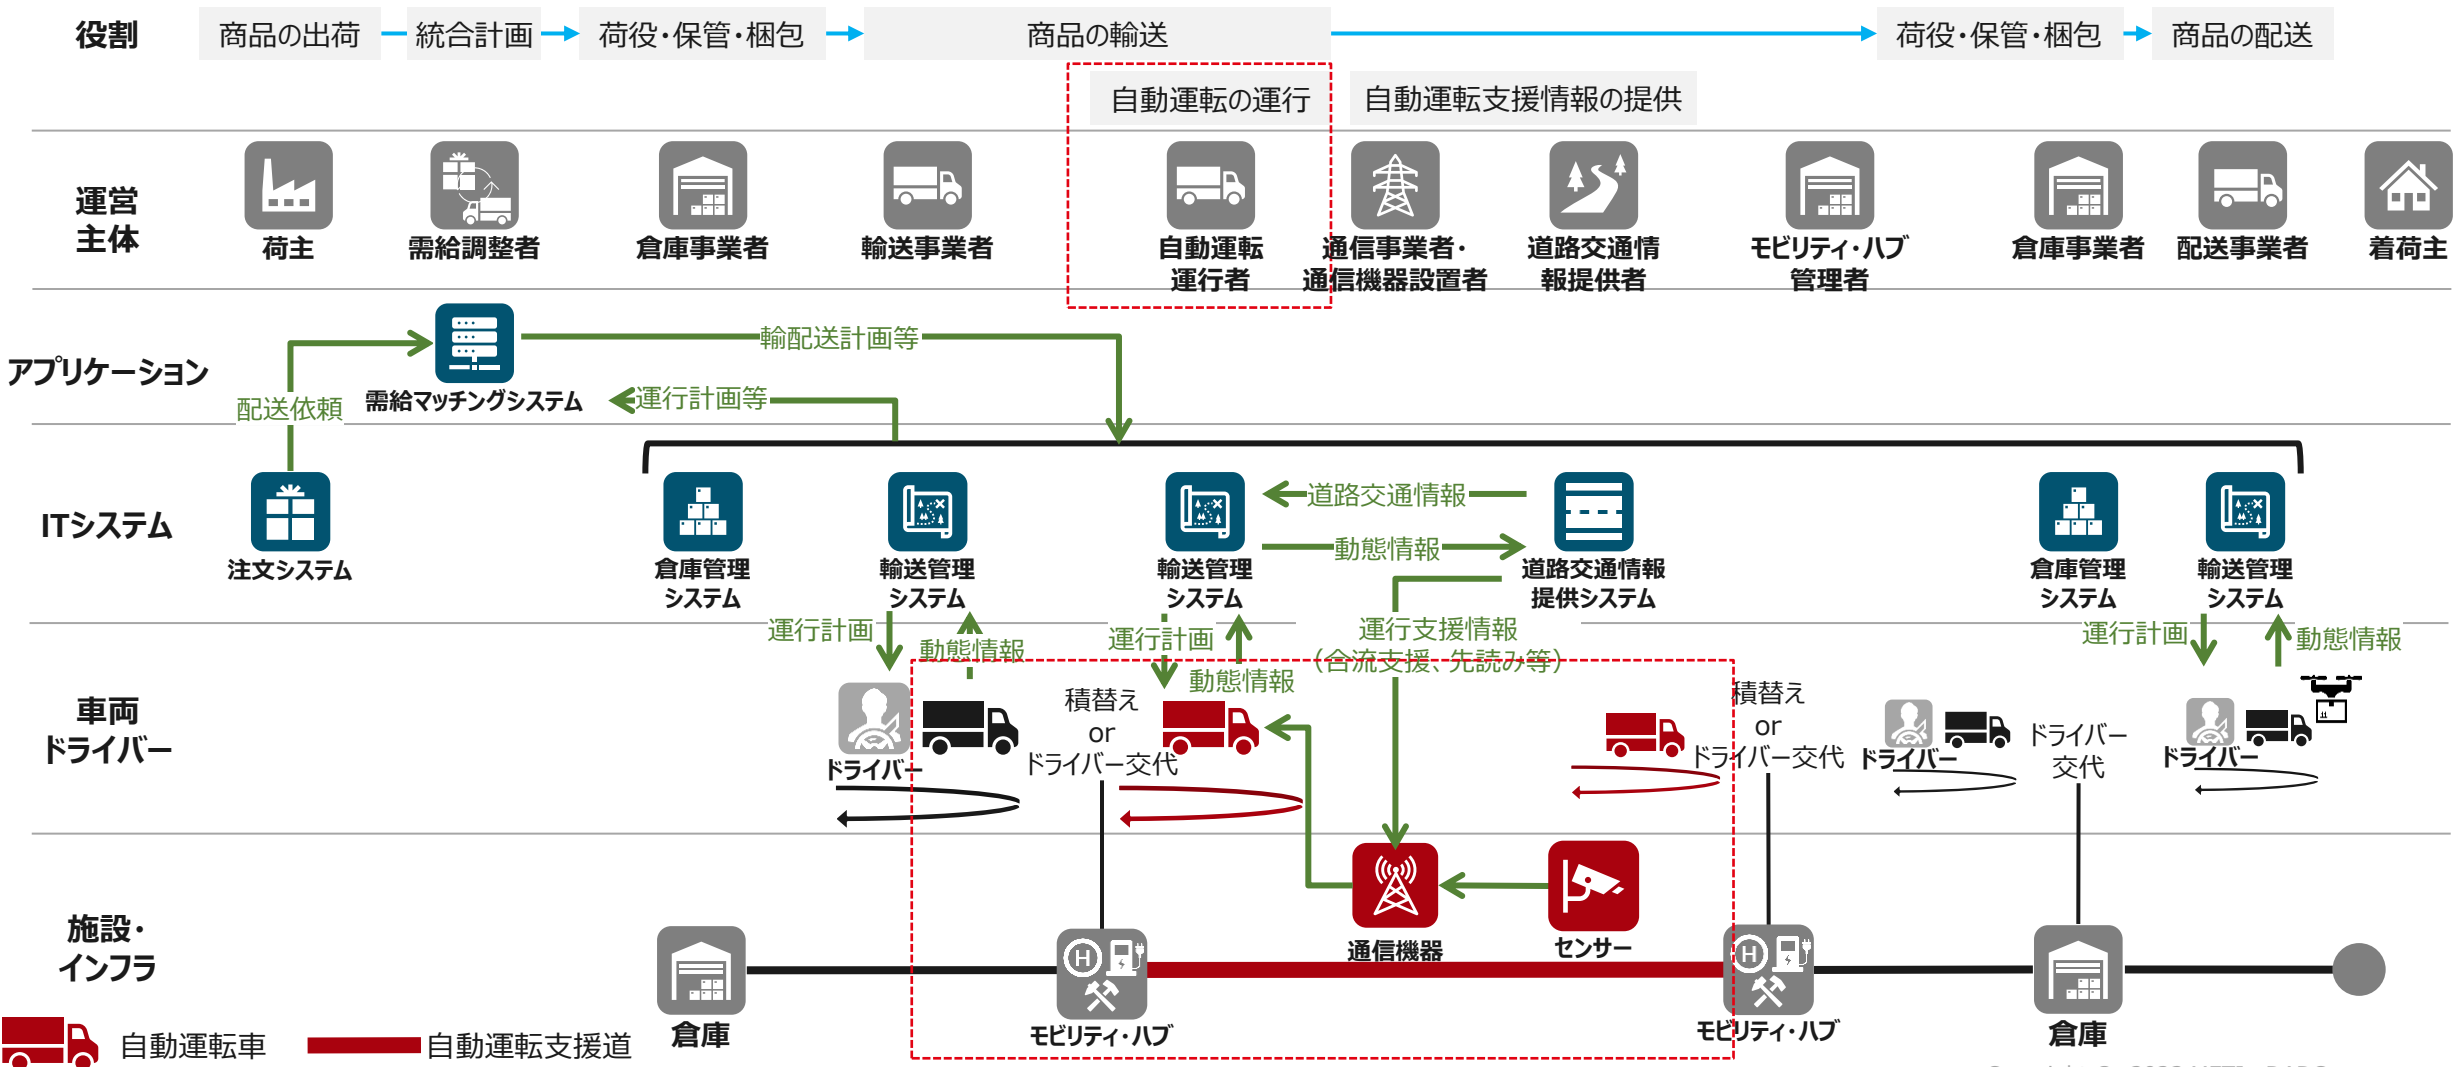 役割
商品の出荷
統合計画
荷役・保管・梱包
商品の輸送
荷役・保管・梱包
商品の配送
自動運転の運行
自動運転支援情報の提供
運営
主体
荷主
需給調整者
倉庫事業者
輸送事業者
自動運転
運行者
通信事業者・
通信機器設置者
道路交通情
報提供者
モビリティ・ハブ
管理者
倉庫事業者
配送事業者
着荷主
アプリケーション
需給マッチングシステム
輸配送計画等
運行計画等
配送依頼
ITシステム
注文システム
倉庫管理
システム
輸送管理
システム
輸送管理
システム
道路交通情報
動態情報
道路交通情報
提供システム
倉庫管理
システム
輸送管理
システム
運行計画
動態情報
運行計画
動態情報
運行支援情報
（合流支援、先読み等）
運行計画
動態情報
車両
ドライバー
ドライバー
積替え
or
ドライバー交代
積替え
or
ドライバー交代
ドライバー
ドライバー
交代
ドライバー
施設・
インフラ
通信機器
センサー
H
H
倉庫
モビリティ・ハブ
モビリティ・ハブ
倉庫
自動運転車
自動運転支援道